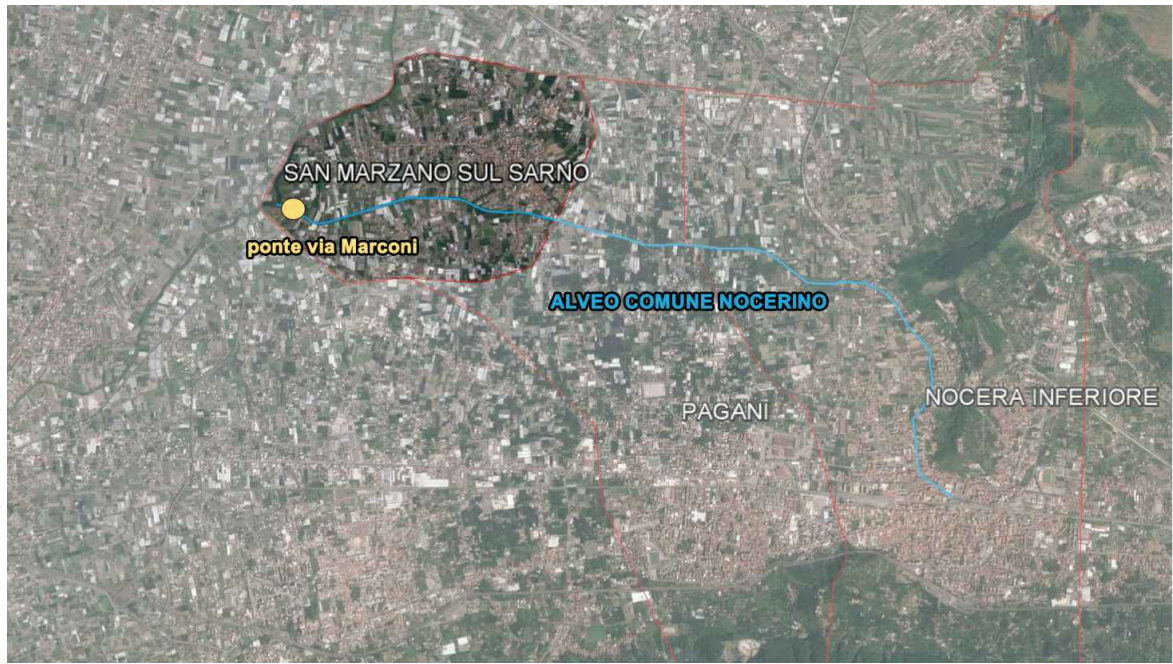 SAN MARZANO SUL SARNO
ponte via Marconi
ALVEO COMUNE NOCERINO
NOCERA INFERIORE
PAGANI